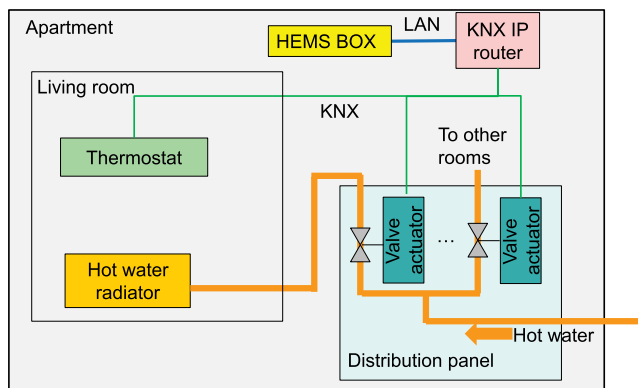 Apartment
LAN
KNX IP
router
HEMS BOX
Living room
KNX
Thermostat
To other
rooms
Valve
actuator
...
Valve
actuator
Hot water
radiator
Hot water
Distribution panel